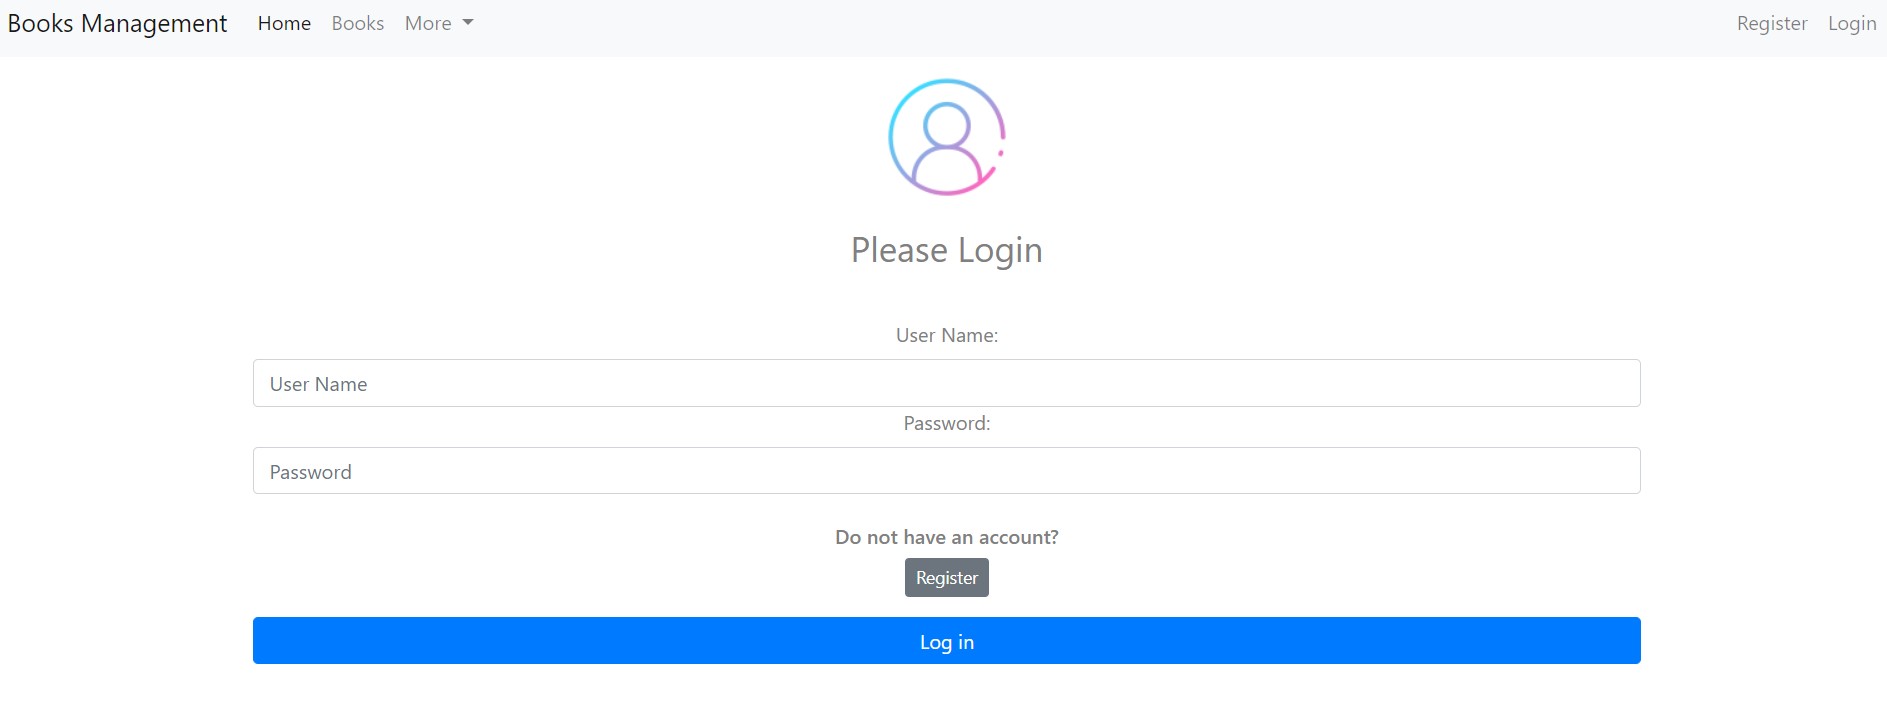 Books Management Home Books More Register Login
Please Login
User Name:
User Name
Password:
Password
Do not have an account?
Register
Log in